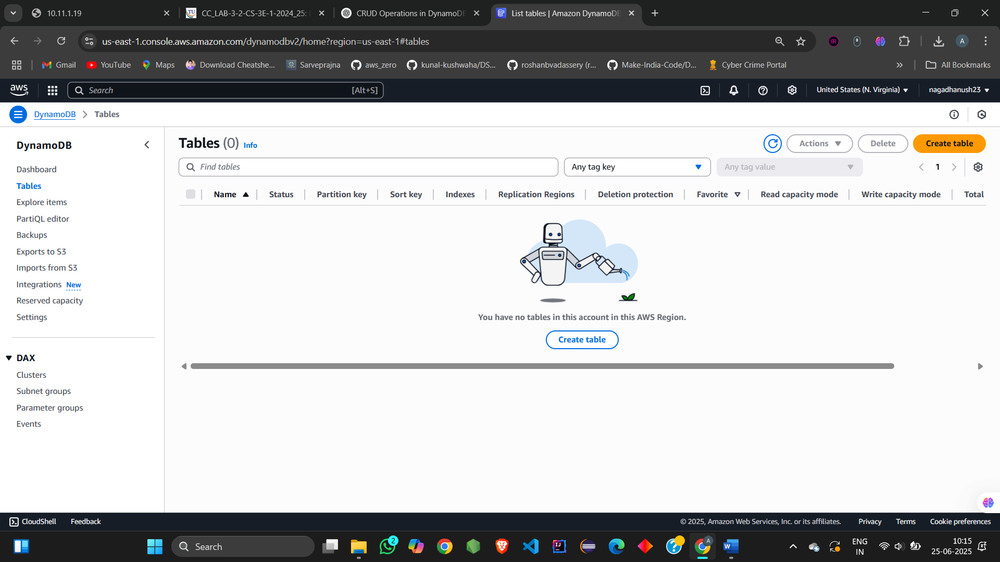 10.11.1.19
CC_LAB-3-2-CS-3E-1-2024_25:
CRUD Operations in DynamoDB
List tables | Amazon DynamoDB
us-east-1.console.aws.amazon.com/dynamodbv2/home?region=us-east-1#tables
ER
A
Gmail
YouTube
Maps
Download Cheatshe...
Sarveprajna
aws_zero
kunal-kushwaha/DS...
roshanbvadassery (r...
Make-India-Code/D...
Cyber Crime Portal
All Bookmarks
aws
Search
[Alt+S]
United States (N. Virginia)
nagadhanush23
DynamoDB
Tables
DynamoDB
Dashboard
Tables
Explore items
PartiQL editor
Backups
Exports to S3
Imports from S3
Integrations New
Reserved capacity
Settings
DAX
Clusters
Subnet groups
Parameter groups
Events
Tables (0) Info
Actions
Delete
Create table
Find tables
Any tag key
Any tag value
1
Name
Status
Partition key
Sort key
Indexes
Replication Regions
Deletion protection
Favorite
Read capacity mode
Write capacity mode
Total
You have no tables in this account in this AWS Region.
Create table
CloudShell
Feedback
© 2025, Amazon Web Services, Inc. or its affiliates.
Privacy
Terms
Cookie preferences
Search
2
IJ
A
W
ENG
IN
10:15
25-06-2025